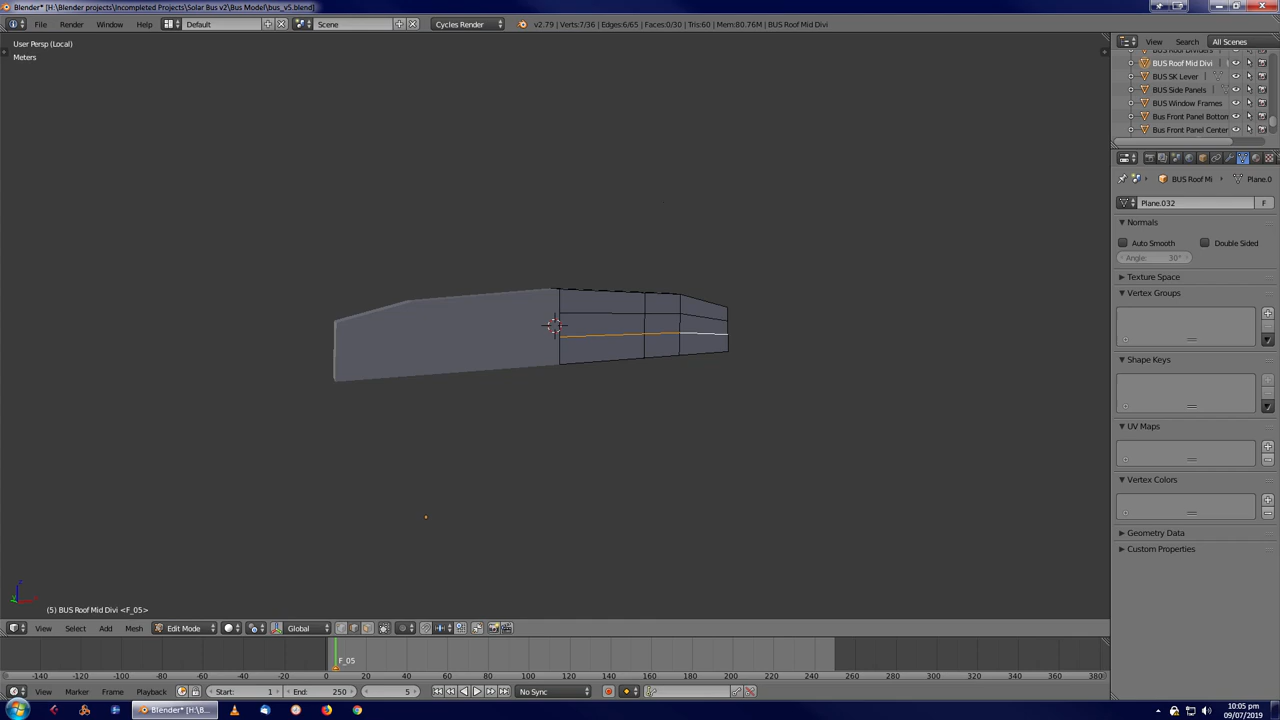 Blender* [H:\Blender projects\Incompleted Projects\Solar Bus v2\Bus Model\bus_v5.blend]
File Render Window Help Default Scene Cycles Render v2.79 | Verts:7/36 | Edges:6/65 | Faces:0/30 | Tris:60 | Mem:80.76M | BUS Roof Mid Divi
View Search All Scenes
User Persp (Local)
Meters
BUS Roof Dividers
BUS Roof Mid Divi
BUS SK Lever
BUS Side Panels
BUS Window Frames
Bus Front Panel Botton
Bus Front Panel Center
BUS Roof Mi Plane.0
Plane.032 F
Normals
Auto Smooth Double Sided
Angle: 30°
Texture Space
Vertex Groups
Shape Keys
UV Maps
Vertex Colors
Geometry Data
Custom Properties
(5) BUS Roof Mid Divi <F_05>
View Select Add Mesh Edit Mode Global
F_05
-140 -120 -100 -80 -60 -40 -20 0 20 40 60 80 100 120 140 160 180 200 220 240 260 280 300 320 340 360 380
View Marker Frame Playback Start: 1 End: 250 5 No Sync
Blender* [H:\B...
10:05 pm
09/07/2019